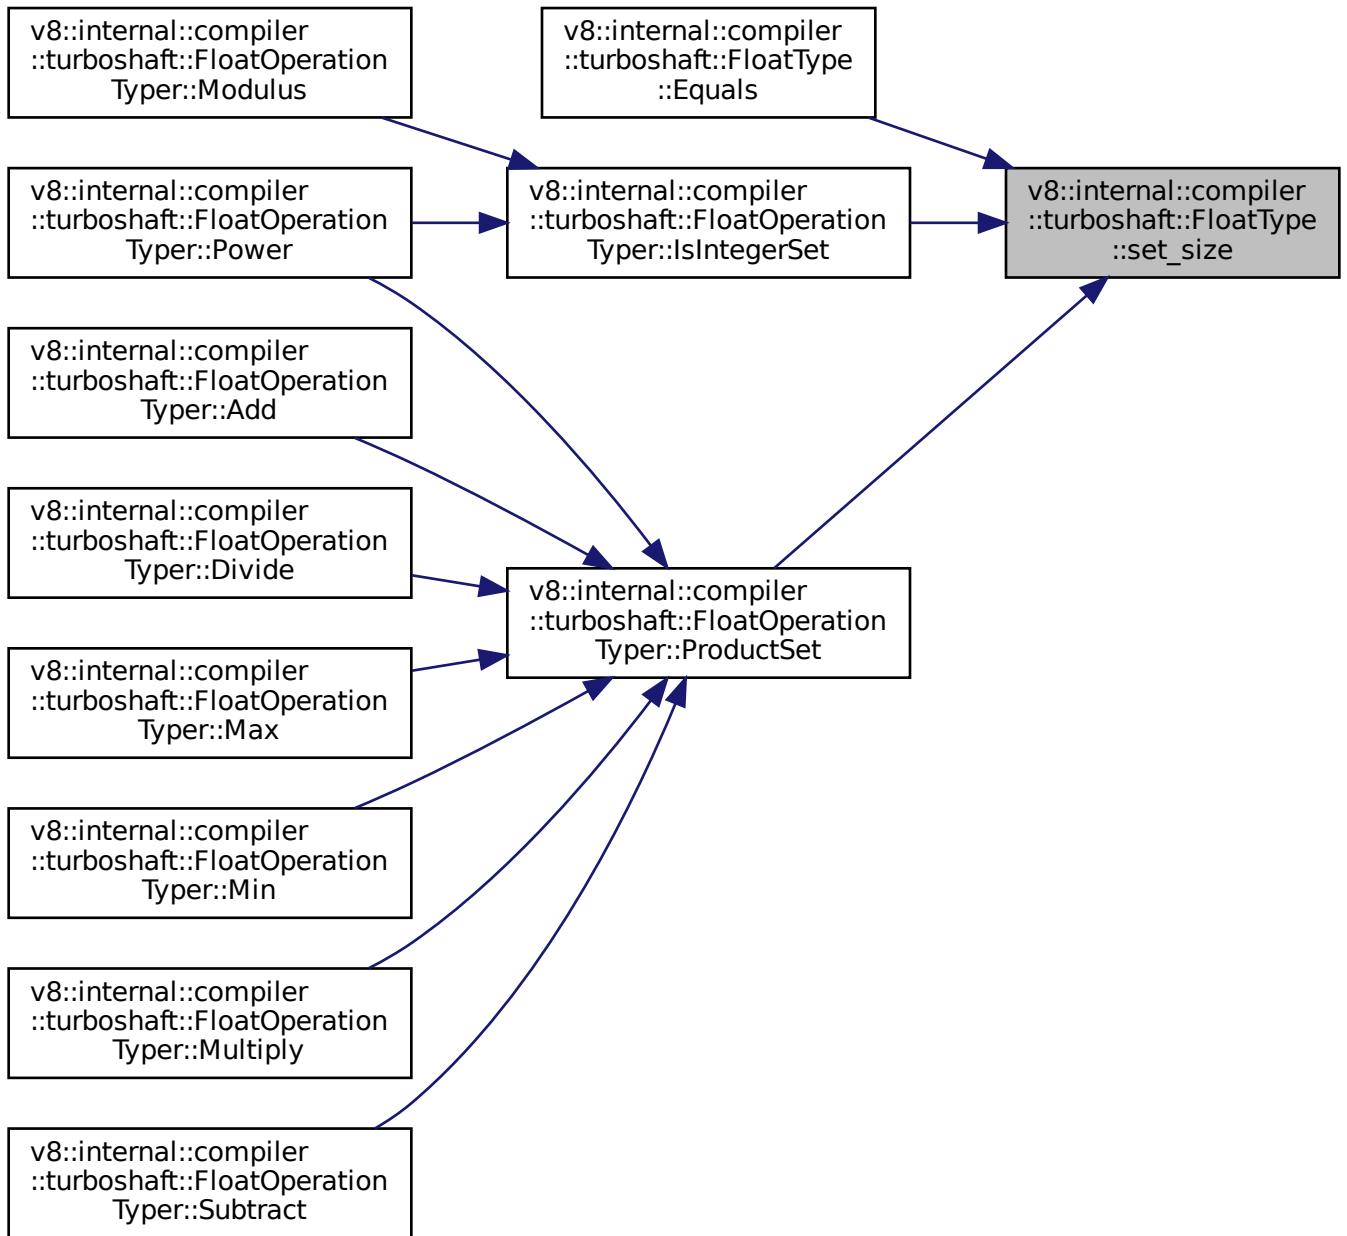 v8::internal::compiler
::turboshaft::FloatOperation
Typer::Modulus
v8::internal::compiler
::turboshaft::FloatType
::Equals
v8::internal::compiler
::turboshaft::FloatOperation
Typer::Power
v8::internal::compiler
::turboshaft::FloatOperation
Typer::IsIntegerSet
v8::internal::compiler
::turboshaft::FloatType
::set_size
v8::internal::compiler
::turboshaft::FloatOperation
Typer::Add
v8::internal::compiler
::turboshaft::FloatOperation
Typer::Divide
v8::internal::compiler
::turboshaft::FloatOperation
Typer::ProductSet
v8::internal::compiler
::turboshaft::FloatOperation
Typer::Max
v8::internal::compiler
::turboshaft::FloatOperation
Typer::Min
v8::internal::compiler
::turboshaft::FloatOperation
Typer::Multiply
v8::internal::compiler
::turboshaft::FloatOperation
Typer::Subtract